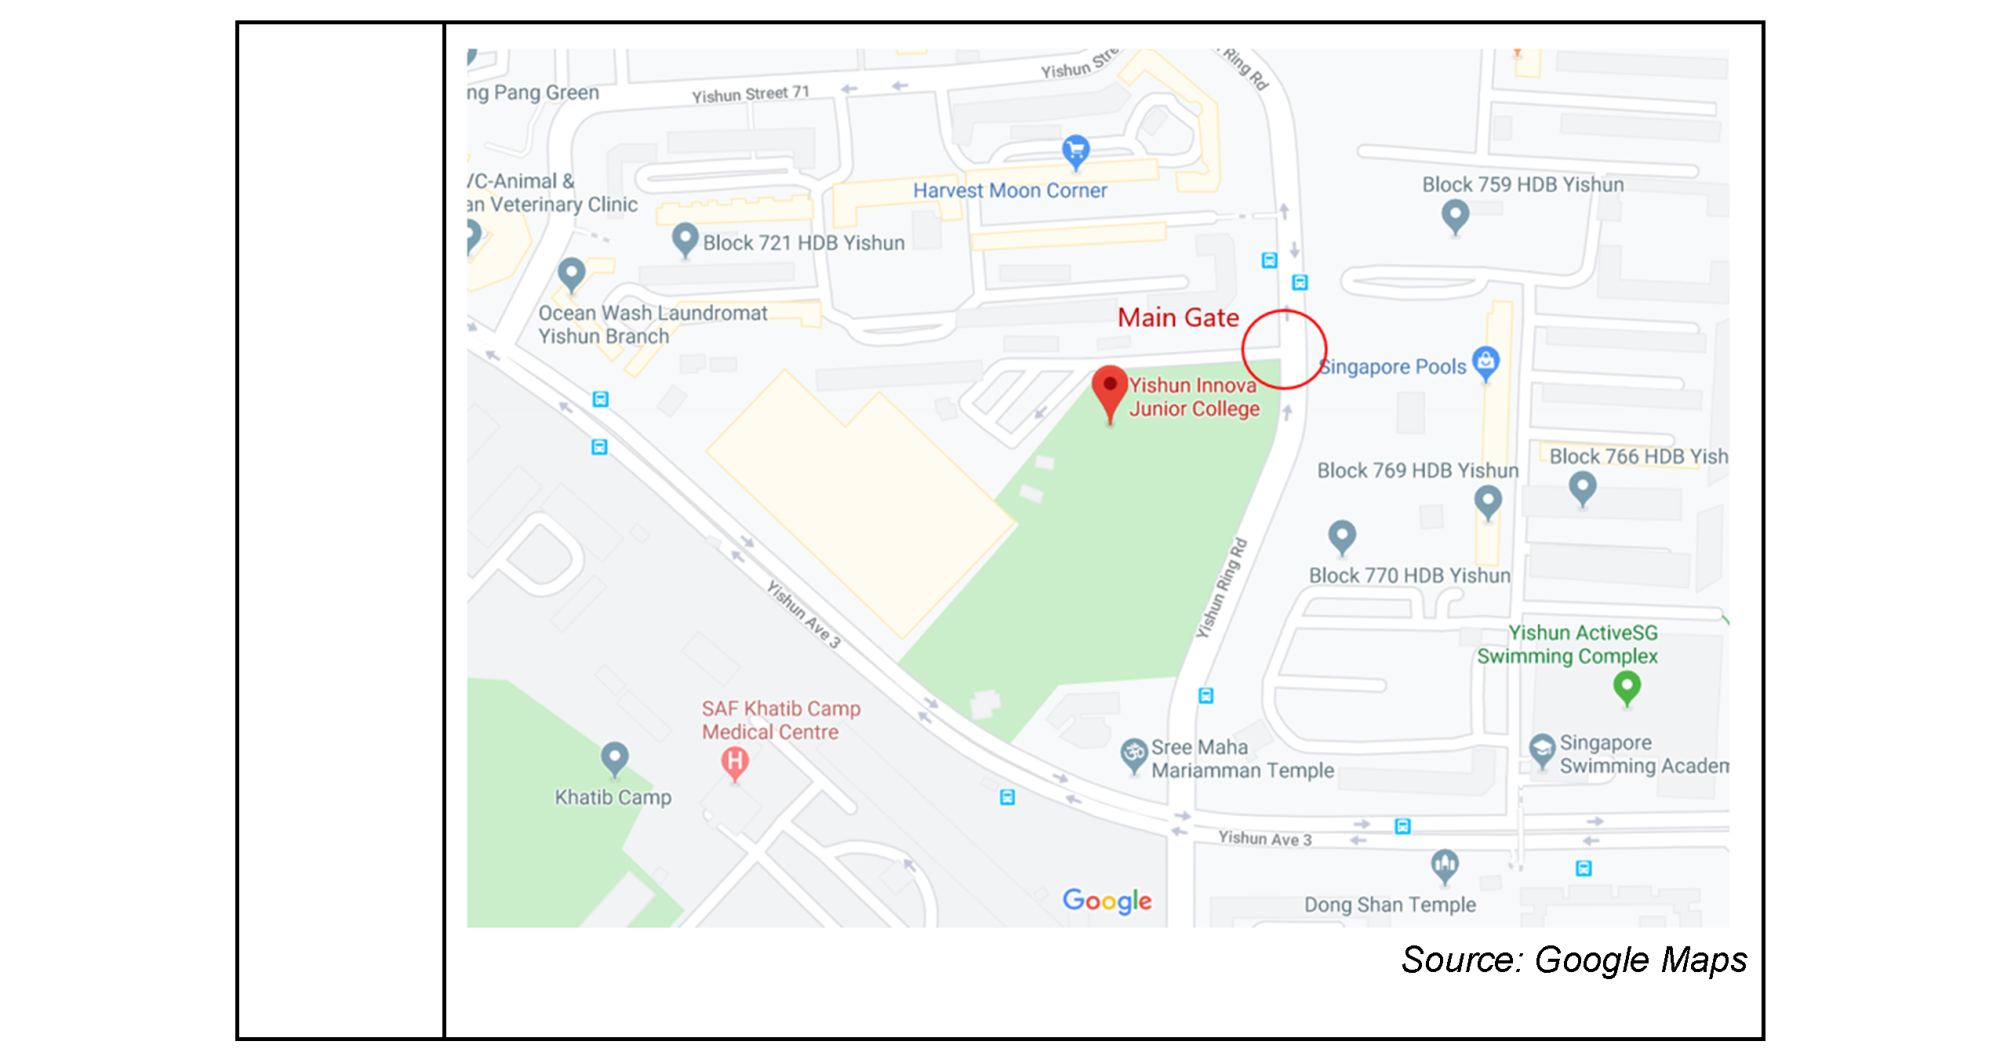 Yishun Stre
Ring Rd
ng Pang Green
Yishun Street 71
Harvest Moon Corner
/C-Animal &
an Veterinary Clinic
Block 759 HDB Yishun
Block 721 HDB Yishun
Ocean Wash Laundromat
Yishun Branch
Main Gate
Singapore Pools
Yishun Innova
Junior College
Block 769 HDB Yishun
Block 766 HDB Yish
Block 770 HDB Yishun
Yishun Ring Rd
Yishun Ave 3
Yishun ActiveSG
Swimming Complex
SAF Khatib Camp
Medical Centre
H
Khatib Camp
Sree Maha
Mariamman Temple
Singapore
Swimming Academ
Yishun Ave 3
Google
Dong Shan Temple
Source: Google Maps